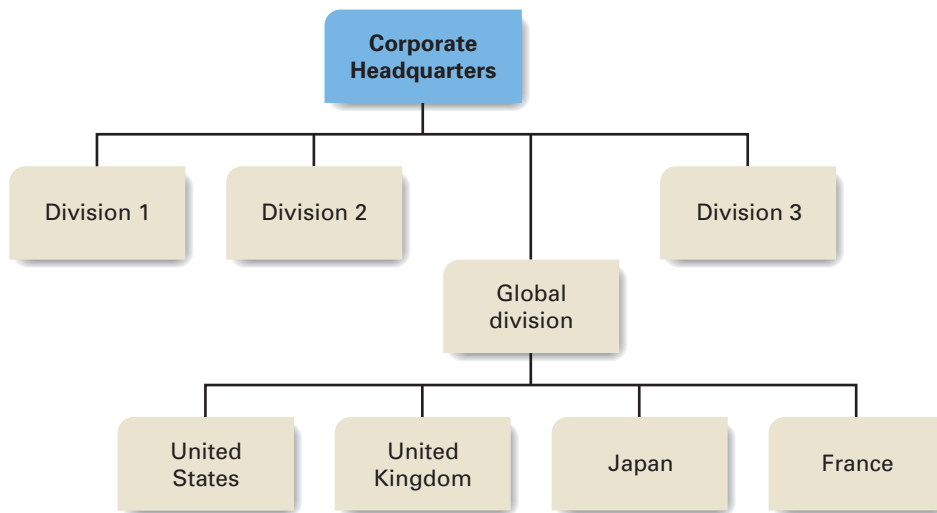 Corporate
Headquarters
Division 1
Division 2
Division 3
Global
division
United
States
United
Kingdom
Japan
France